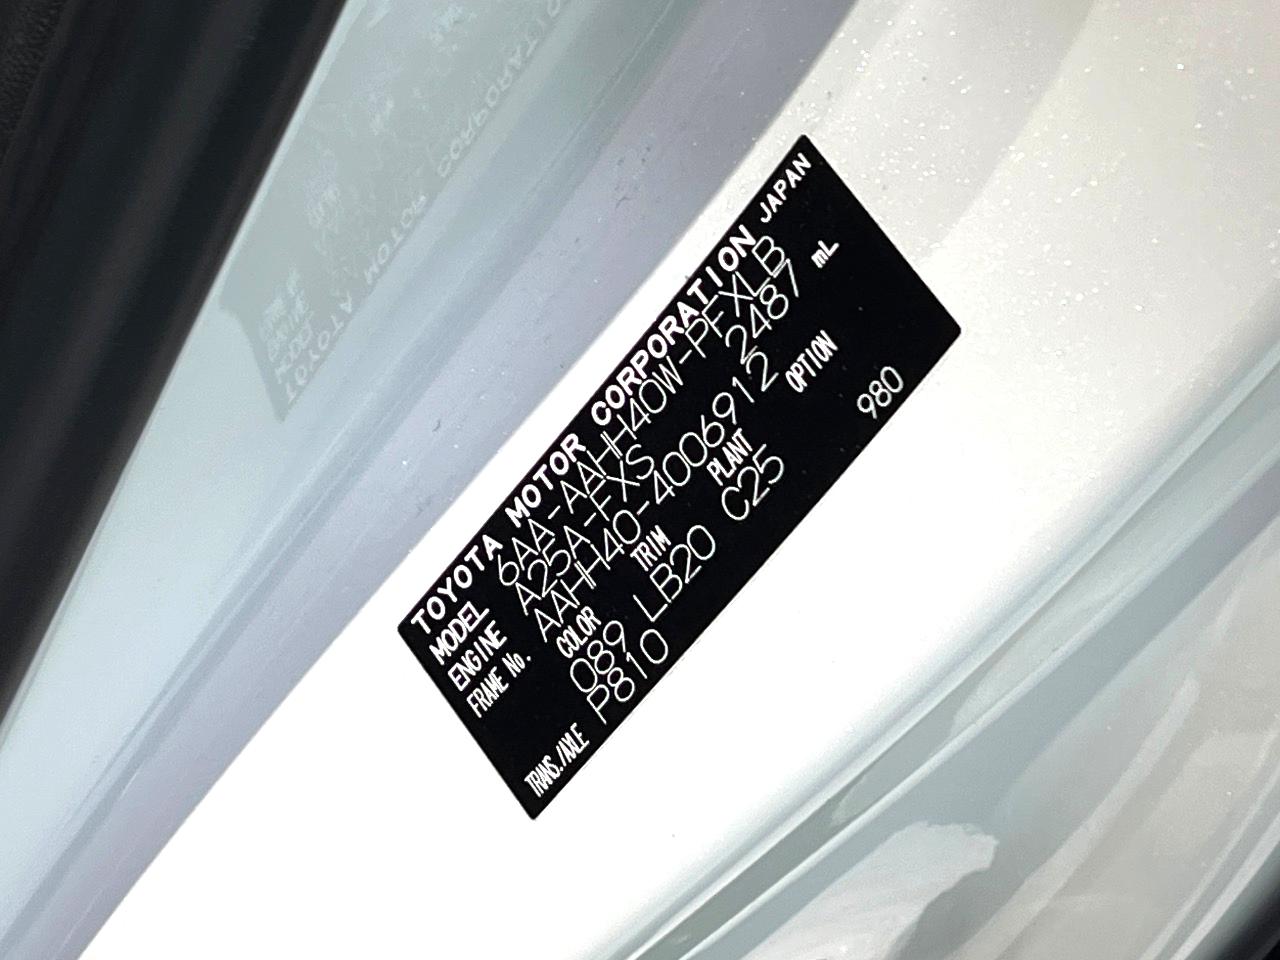 TOYOTA MOTOR CORPORATION JAPAN
MODEL 6AA-AAHH40W-PFXLB
ENGINE A25A-FXS 2487 mL
FRAME No. AAHH40-4006912
COLOR TRIM PLANT OPTION
089 LB20 C25 980
TRANS./AXLE P810